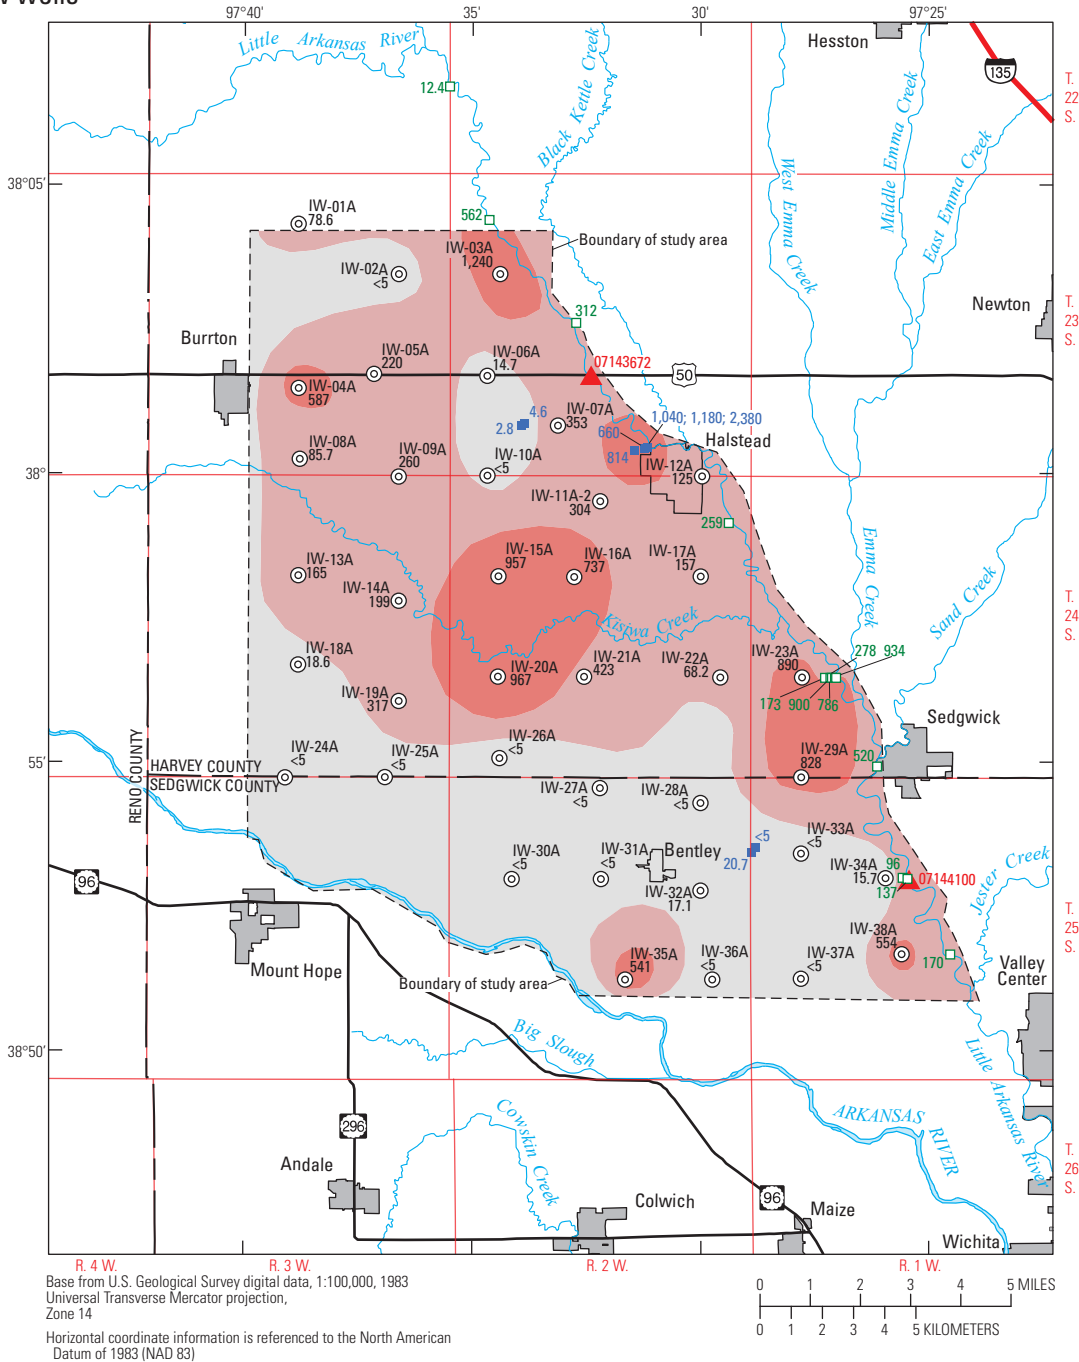 97°40'
35'
30'
97°25'
Little Arkansas River
Hesston
135
T.
22
S.
12.4
Black Kettle Creek
Middle Emma Creek
East Emma Creek
West Emma Creek
38°05'
IW-01A
78.6
562
Boundary of study area
IW-02A
<5
IW-03A
1,240
Newton
T.
23
S.
312
Burrton
IW-05A
220
IW-06A
14.7
07143672
50
IW-04A
587
4.6
2.8
IW-07A
353
1,040; 1,180; 2,380
660
814
Halstead
IW-08A
85.7
IW-09A
260
IW-10A
<5
IW-12A
125
38°
IW-11A-2
304
259
Emma Creek
IW-13A
165
IW-15A
957
IW-16A
737
IW-17A
157
IW-14A
199
Sand Creek
T.
24
S.
Kisiwa Creek
IW-18A
18.6
IW-20A
967
IW-21A
423
IW-22A
68.2
IW-23A
890
278 934
173 900 786
IW-19A
317
Sedgwick
IW-24A
<5
IW-25A
<5
IW-26A
<5
IW-29A
828
520
55'
RENO COUNTY
HARVEY COUNTY
SEDGWICK COUNTY
IW-27A
<5
IW-28A
<5
<5
20.7
IW-33A
<5
IW-30A
<5
IW-31A
<5
Bentley
IW-32A
17.1
IW-34A
15.7
96
137
07144100
Jester Creek
96
T.
25
S.
Mount Hope
IW-35A
541
IW-36A
<5
IW-37A
<5
IW-38A
554
170
Valley
Center
Boundary of study area
38°50'
Big Slough
Little Arkansas River
ARKANSAS RIVER
Cowskin Creek
296
T.
26
S.
Andale
Colwich
96
Maize
Wichita
R. 4 W.
R. 3 W.
R. 2 W.
R. 1 W.
Base from U.S. Geological Survey digital data, 1:100,000, 1983
Universal Transverse Mercator projection,
Zone 14
Horizontal coordinate information is referenced to the North American
Datum of 1983 (NAD 83)
0 1 2 3 4 5 MILES
0 1 2 3 4 5 KILOMETERS